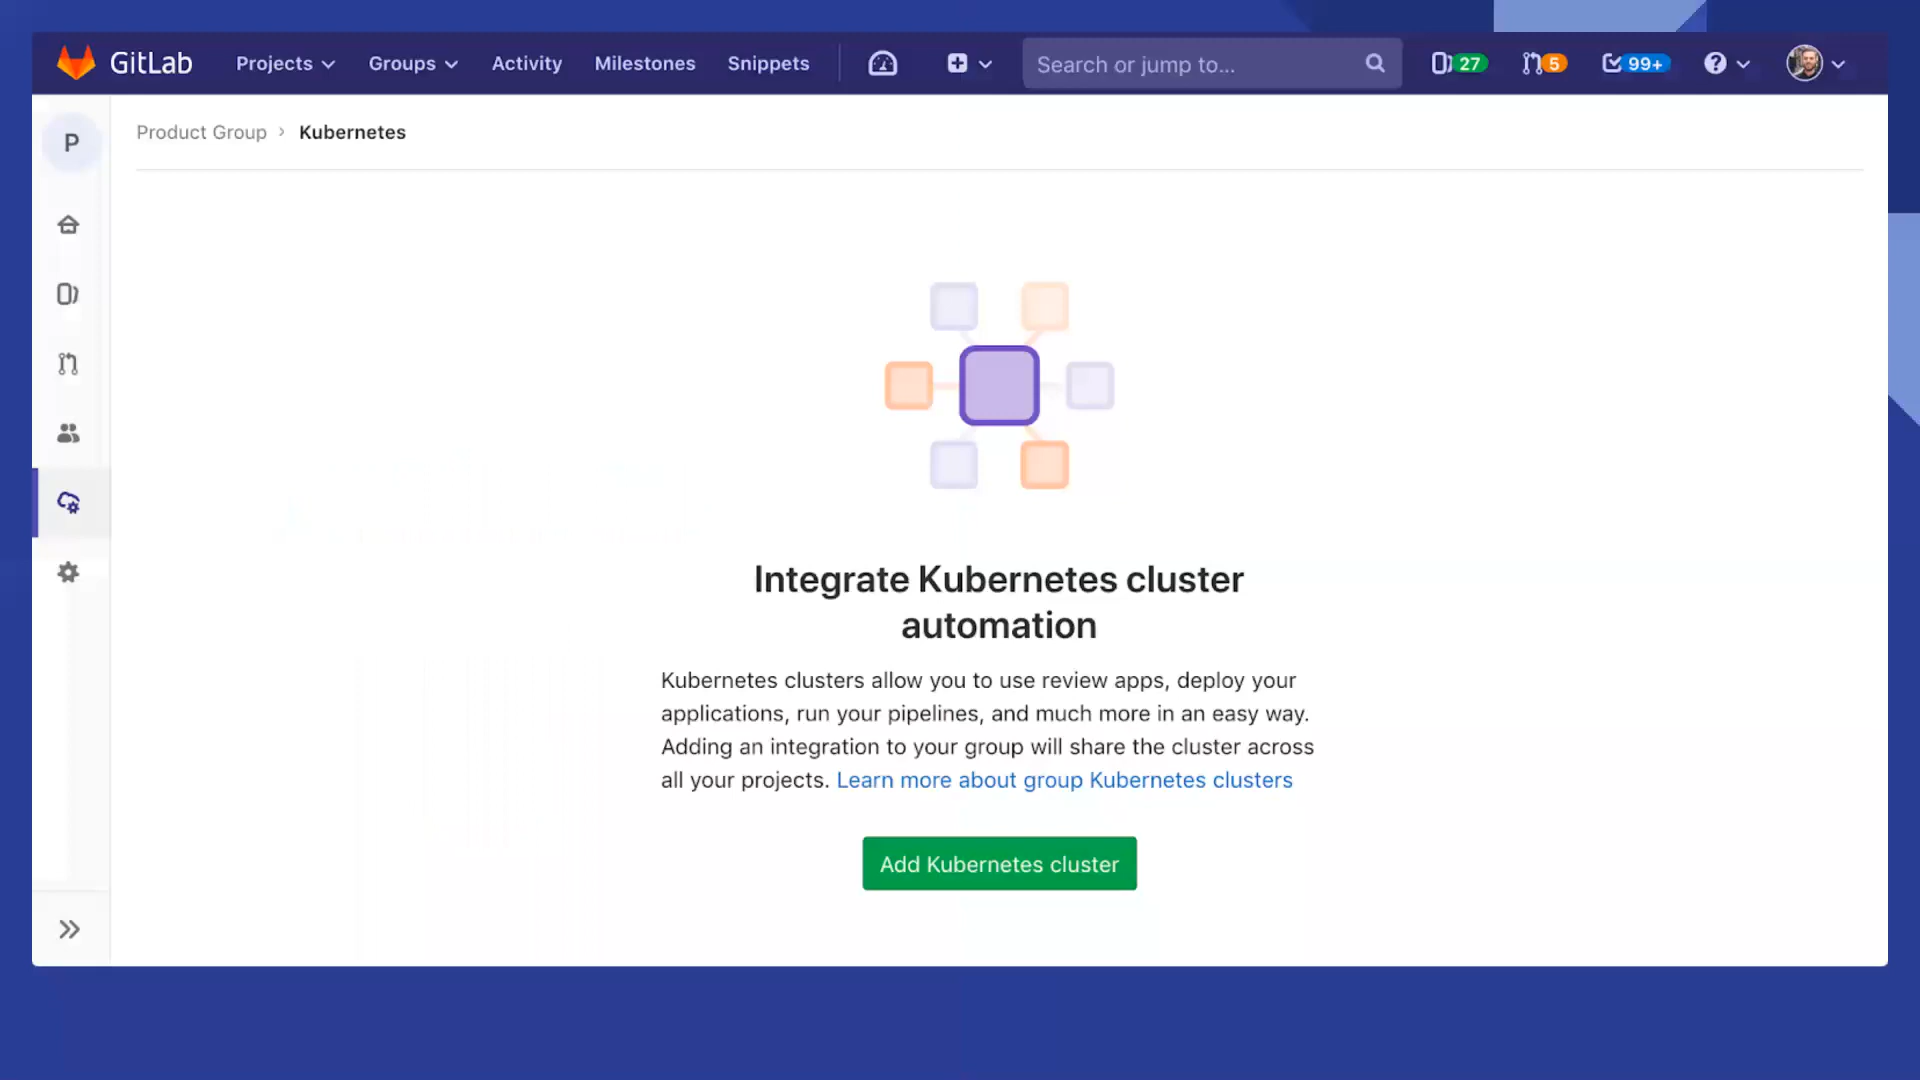 GitLab Projects Groups Activity Milestones Snippets Search or jump to... 27 5 99+
P
Product Group › Kubernetes
Integrate Kubernetes cluster
automation
Kubernetes clusters allow you to use review apps, deploy your
applications, run your pipelines, and much more in an easy way.
Adding an integration to your group will share the cluster across
all your projects. Learn more about group Kubernetes clusters
Add Kubernetes cluster